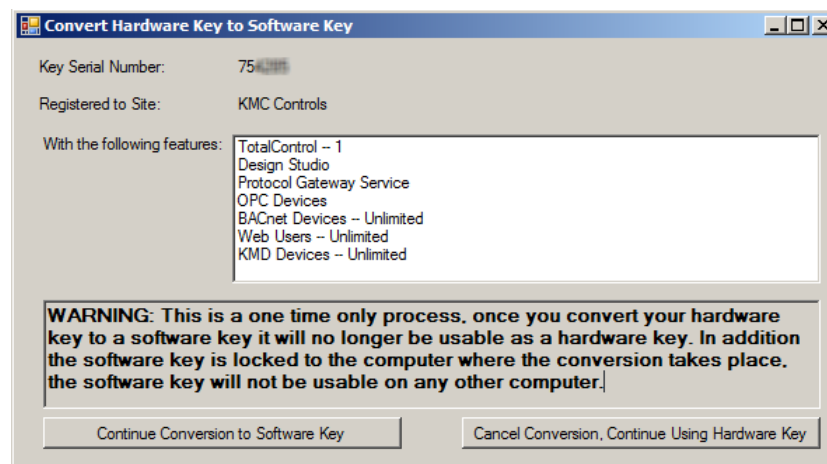 Convert Hardware Key to Software Key
Key Serial Number: 75
Registered to Site: KMC Controls
With the following features:
TotalControl -- 1
Design Studio
Protocol Gateway Service
OPC Devices
BACnet Devices -- Unlimited
Web Users -- Unlimited
KMD Devices -- Unlimited
WARNING: This is a one time only process, once you convert your hardware
key to a software key it will no longer be usable as a hardware key. In addition
the software key is locked to the computer where the conversion takes place,
the software key will not be usable on any other computer.
Continue Conversion to Software Key
Cancel Conversion, Continue Using Hardware Key